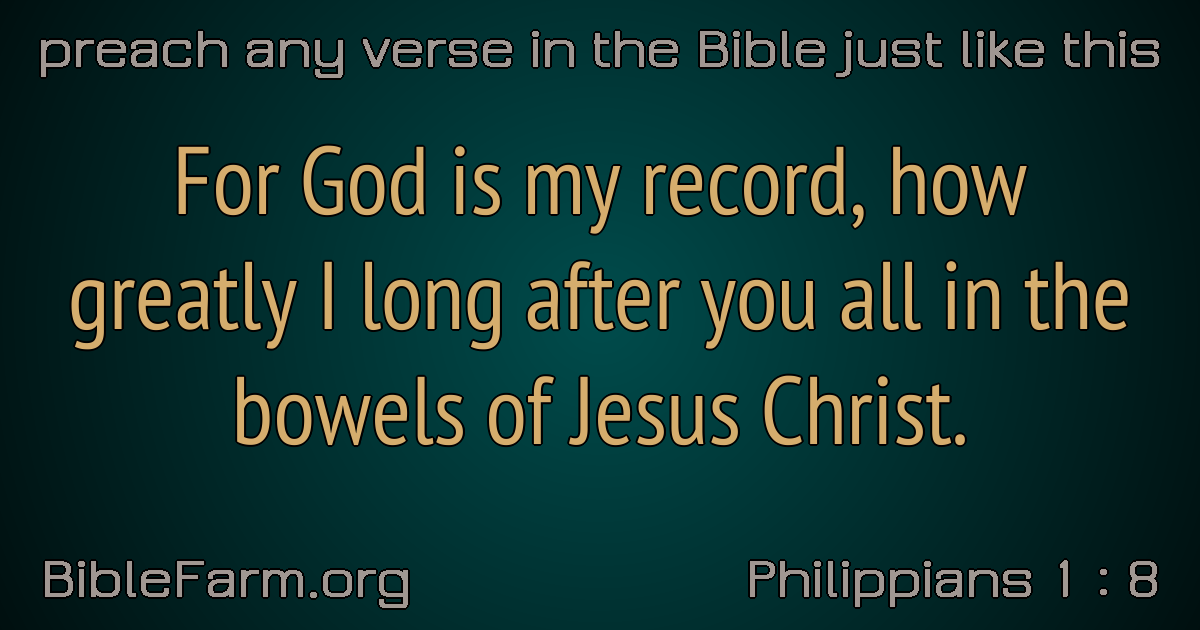 preach any verse in the Bible just like this
For God is my record, how
greatly I long after you all in the
bowels of Jesus Christ.
BibleFarm.org
Philippians 1 : 8